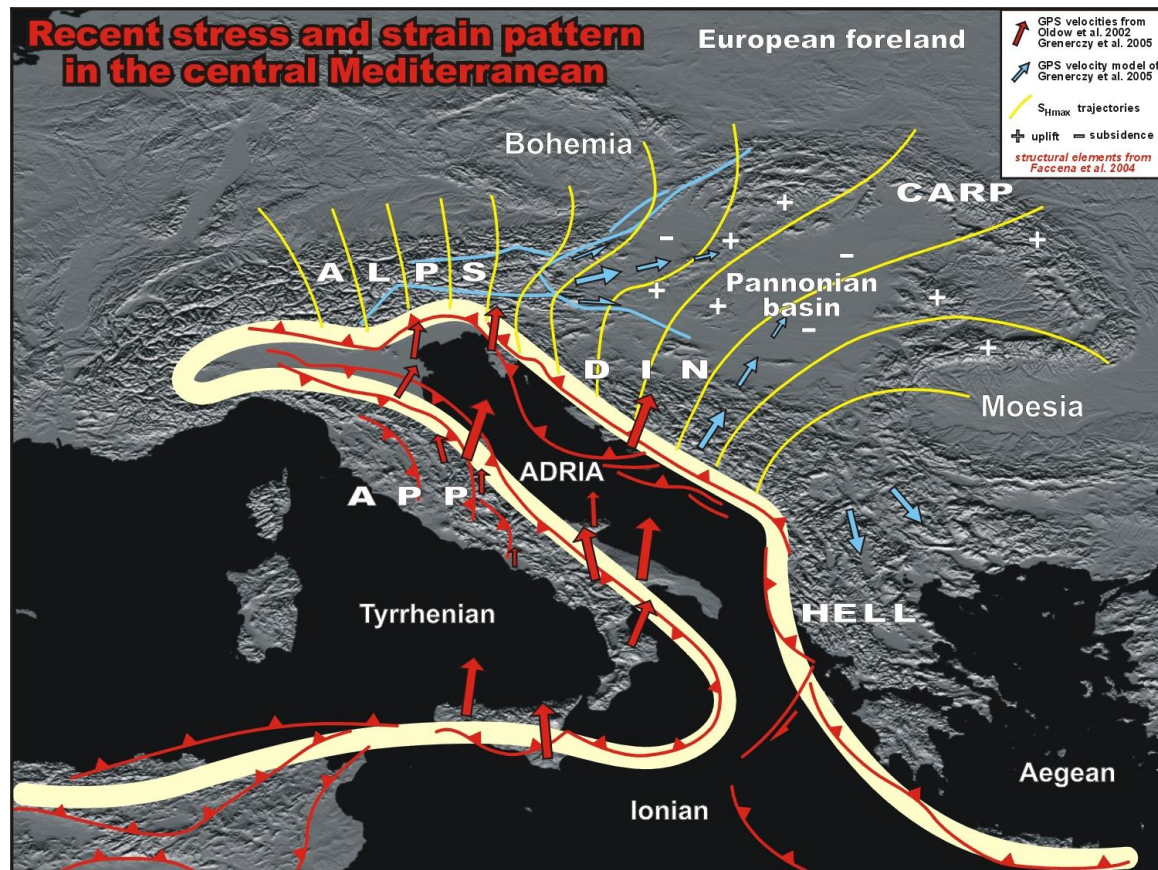 Recent stress and strain pattern
in the central Mediterranean
European foreland
GPS velocities from
Oldow et al. 2002
Grenerczy et al. 2005
GPS velocity model of
Grenerczy et al. 2005
SHmax trajectories
+ uplift - subsidence
structural elements from
Faccena et al. 2004
Bohemia
CARP
ALPS
Pannonian
basin
DIN
Moesia
ADRIA
APP
Tyrrhenian
HELL
Aegean
Ionian